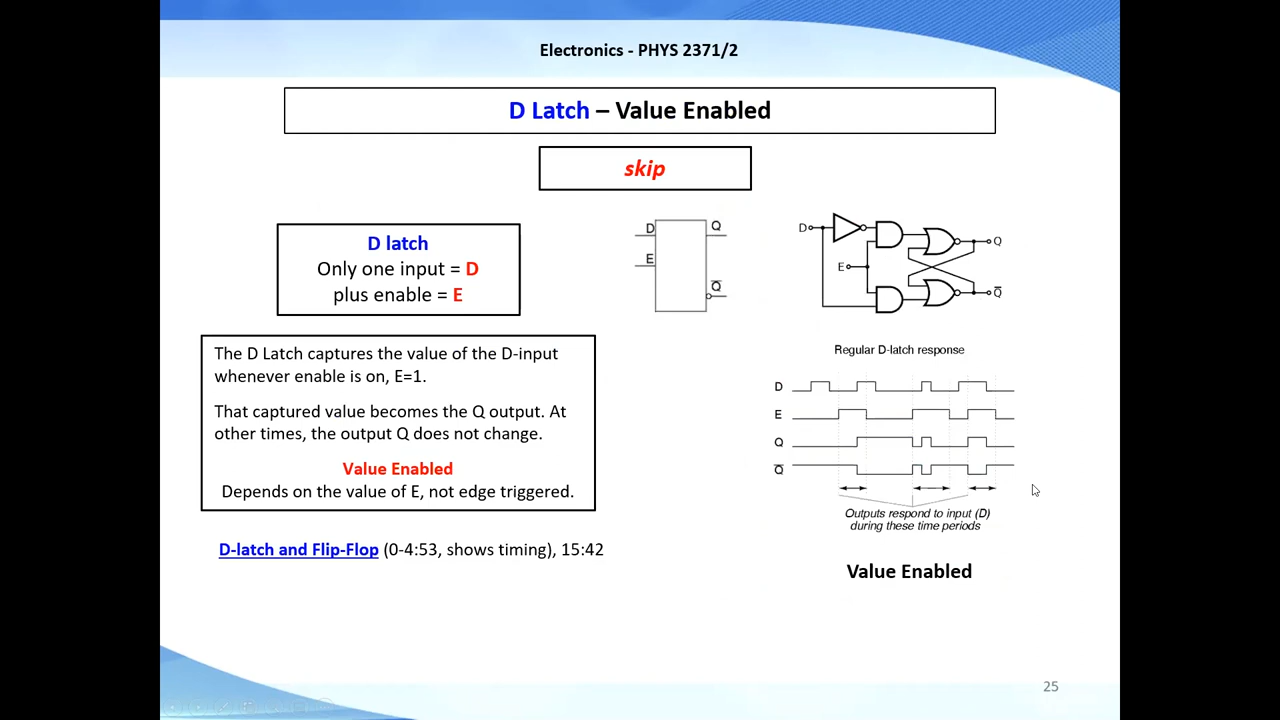 Electronics - PHYS 2371/2
D Latch – Value Enabled
skip
D latch
Only one input = D
plus enable = E
D
E
Q
Q̅
D
E
Q
Q̅
The D Latch captures the value of the D-input
whenever enable is on, E=1.
That captured value becomes the Q output. At
other times, the output Q does not change.
Value Enabled
Depends on the value of E, not edge triggered.
Regular D-latch response
D
E
Q
Q̅
Outputs respond to input (D)
during these time periods
D-latch and Flip-Flop (0-4:53, shows timing), 15:42
Value Enabled
25